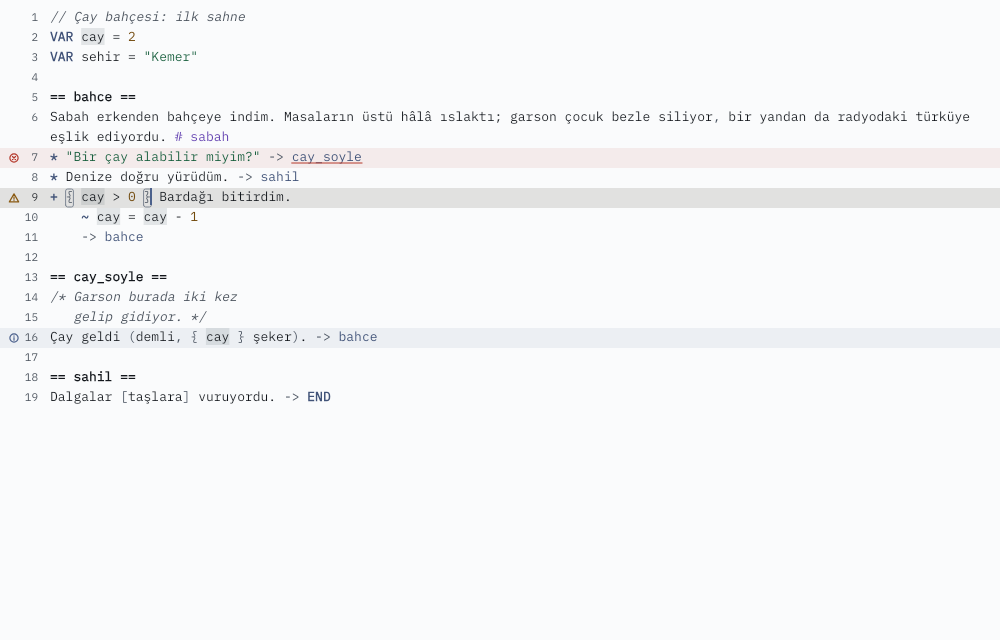 1 // Çay bahçesi: ilk sahne
2 VAR cay = 2
3 VAR sehir = "Kemer"
4
5 == bahce ==
6 Sabah erkenden bahçeye indim. Masaların üstü hâlâ ıslaktı; garson çocuk bezle siliyor, bir yandan da radyodaki türküye
eşlik ediyordu. # sabah
7 * "Bir çay alabilir miyim?" -> cay_soyle
8 * Denize doğru yürüdüm. -> sahil
9 + { cay > 0 } Bardağı bitirdim.
10 ~ cay = cay - 1
11 -> bahce
12
13 == cay_soyle ==
14 /* Garson burada iki kez
15 gelip gidiyor. */
16 Çay geldi (demli, { cay } şeker). -> bahce
17
18 == sahil ==
19 Dalgalar [taşlara] vuruyordu. -> END